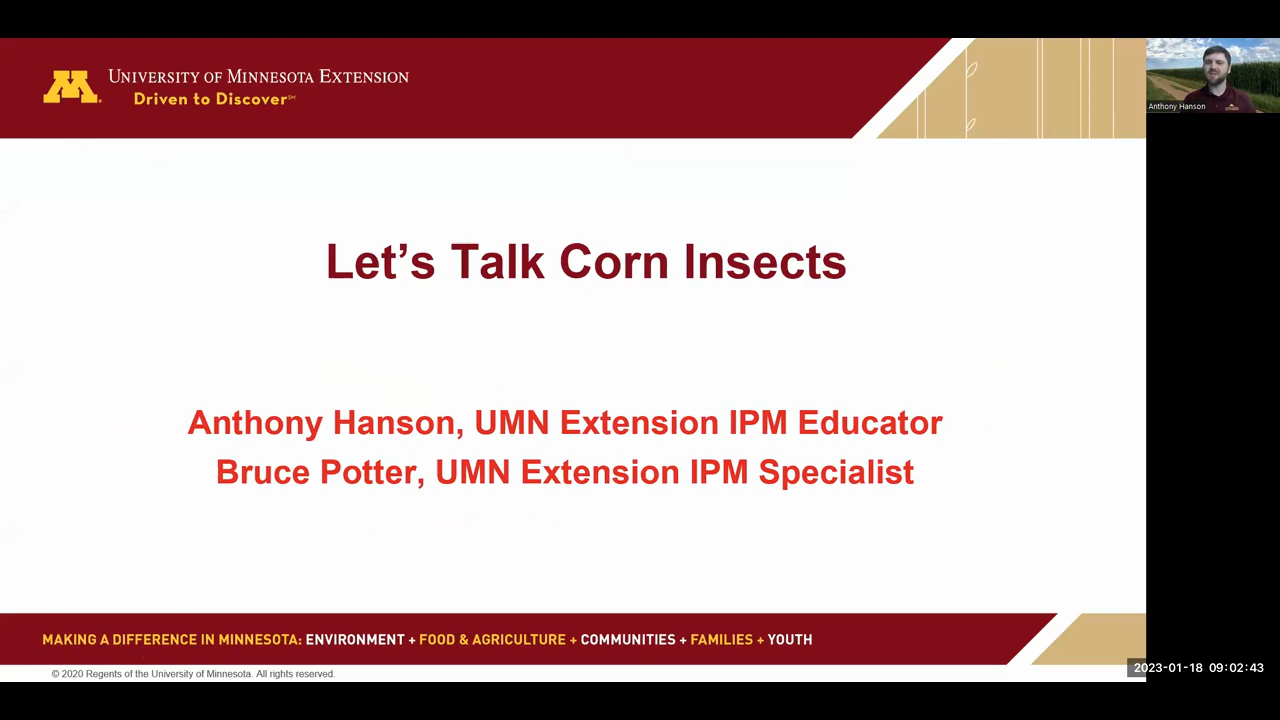 University of Minnesota Extension
Driven to Discover℠
Anthony Hanson
Let's Talk Corn Insects
Anthony Hanson, UMN Extension IPM Educator
Bruce Potter, UMN Extension IPM Specialist
MAKING A DIFFERENCE IN MINNESOTA: ENVIRONMENT + FOOD & AGRICULTURE + COMMUNITIES + FAMILIES + YOUTH
© 2020 Regents of the University of Minnesota. All rights reserved.
2023-01-18 09:02:43